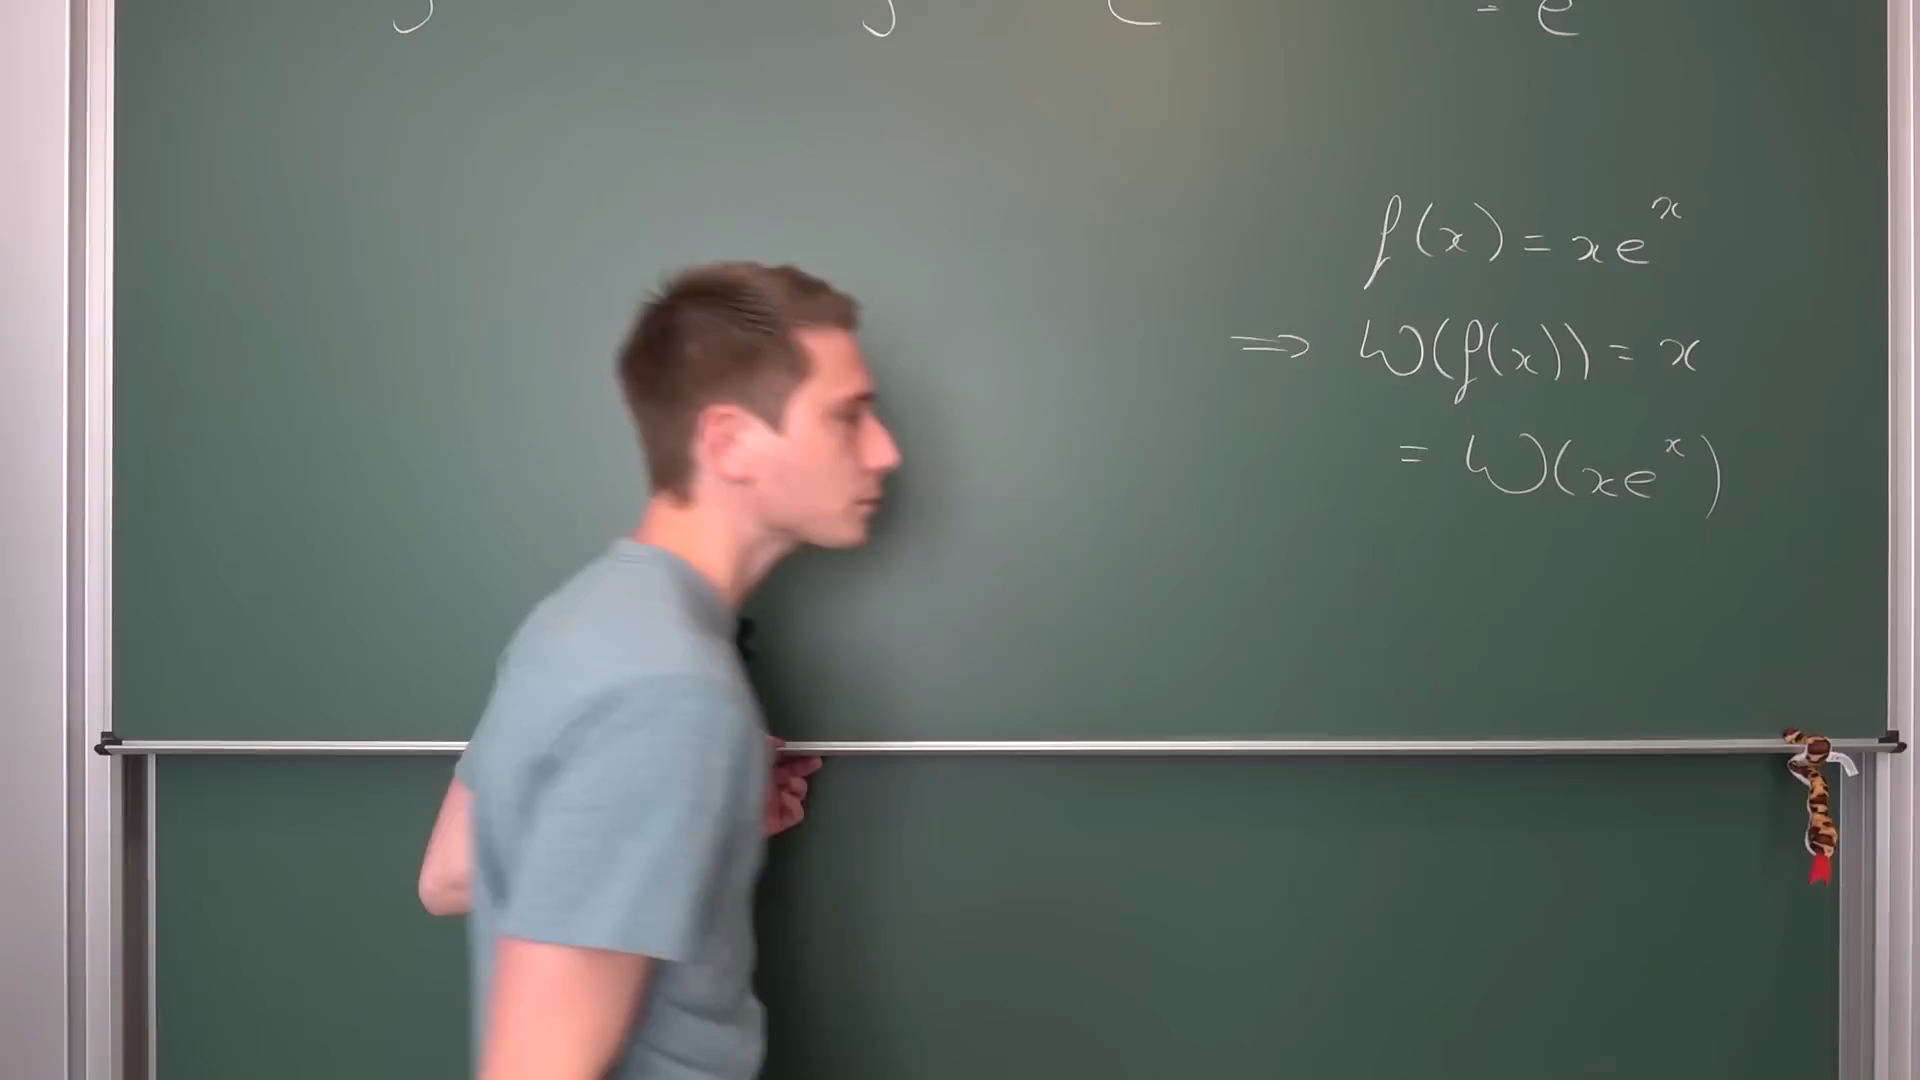 = e
f(x) = xe^x
⇒ W(f(x)) = x
= W(xe^x)